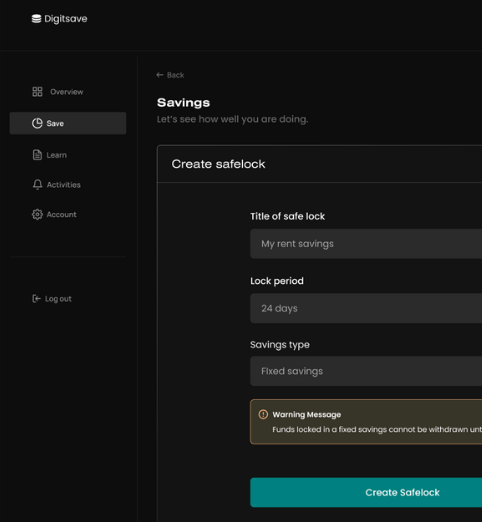 Digitsave
Overview
Save
Learn
Activities
Account
Log out
← Back
Savings
Let's see how well you are doing.
Create safelock
Title of safe lock
My rent savings
Lock period
24 days
Savings type
Fixed savings
Warning Message
Funds locked in a fixed savings cannot be withdrawn unt
Create Safelock